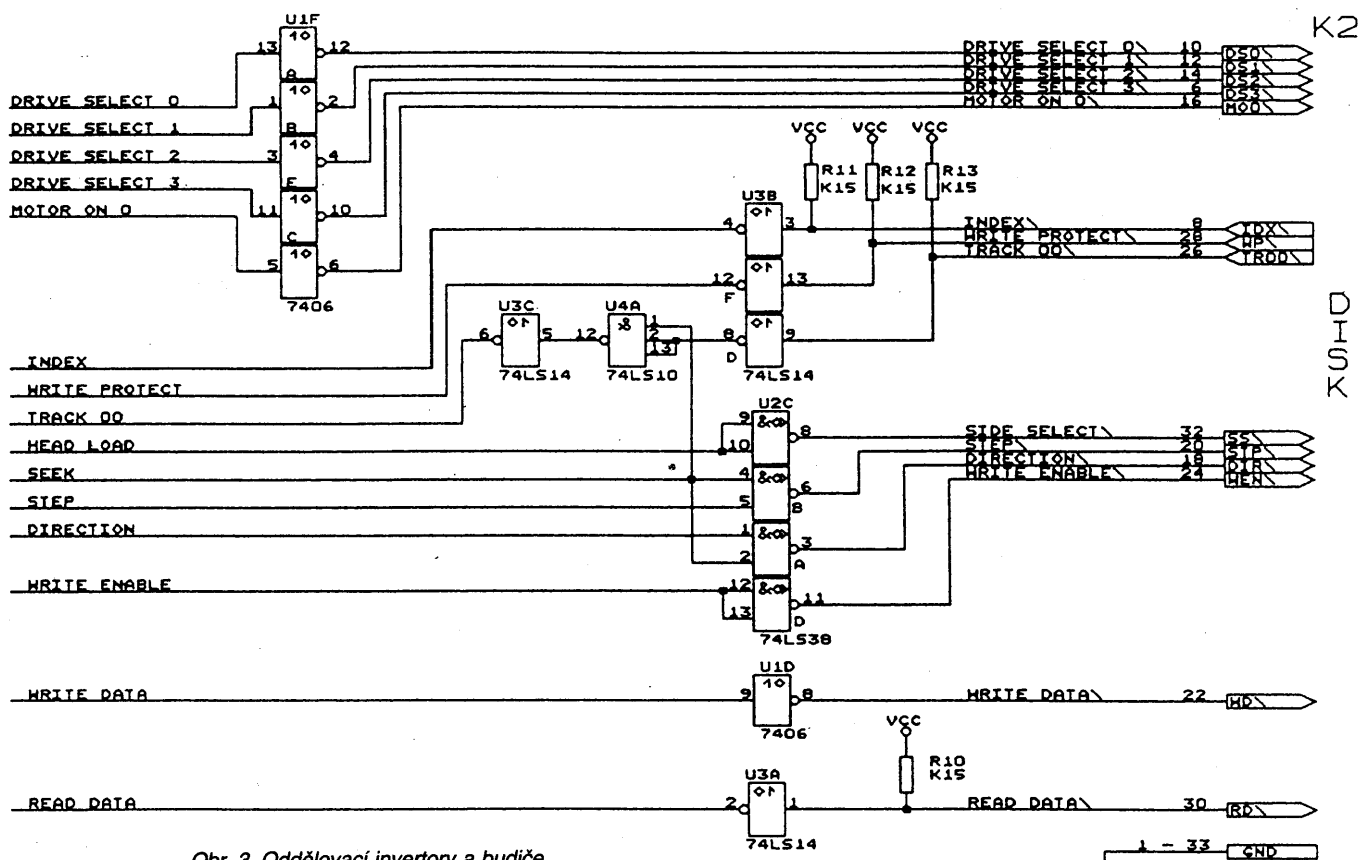 K2
U1F
13 1◇ 12 DRIVE SELECT 0\ 10 DS0\
A
DRIVE SELECT 1\ 12 DS1\
DRIVE SELECT 2\ 14 DS2\
DRIVE SELECT 3\ 6 DS3\
MOTOR ON 0\ 16 MO0\
DRIVE SELECT 0 1 1◇ 2
B
DRIVE SELECT 1
DRIVE SELECT 2 3 1◇ 4
E
DRIVE SELECT 3 11 1◇ 10
C
MOTOR ON 0 5 1◇ 6
7406
VCC VCC VCC
R11 K15
R12 K15
R13 K15
U3B
4 3 INDEX\ 8 IDX\
WRITE PROTECT\ 28 WP\
TRACK 00\ 26
12 13
F
U3C U4A
6 5 12 & 1 2 13 8 9
D
74LS14 74LS10 74LS14
DISK
INDEX
WRITE PROTECT
TRACK 00
HEAD LOAD
SEEK
STEP
DIRECTION
WRITE ENABLE
U2C
9 10 8 SIDE SELECT\ 32 SS\
STEP\ 20 STP\
DIRECTION\ 18 DIR\
WRITE ENABLE\ 24 WEN\
4 5 6
B
1 2 3
A
12 13 11
D
74LS38
U1D
WRITE DATA 9 1◇ 8 WRITE DATA\ 22 WD\
7406
VCC
R10
K15
U3A
READ DATA 2 1 READ DATA\ 30 RD\
74LS14
1 - 33 GND
Obr. 3. Oddělovací invertory a budiče